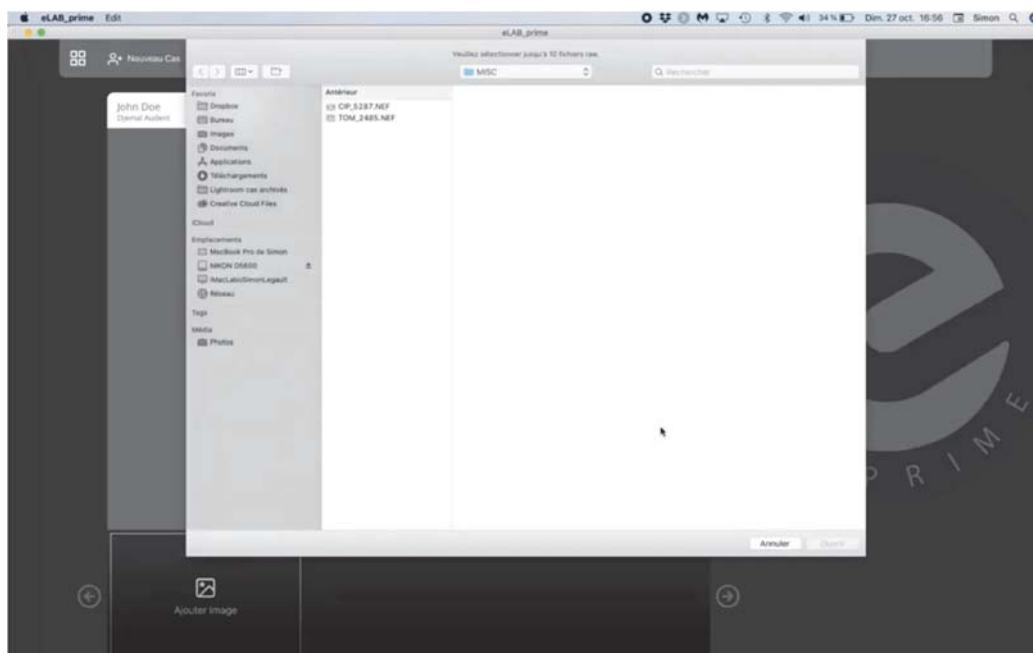 eLAB_prime Edit 34 % Dim. 27 oct. 16:56 Simon
eLAB_prime
Veuillez sélectionner jusqu'à 10 fichiers raw.
Nouveau Cas
MISC
Rechercher
John Doe
Djemal Audent
Favoris
Dropbox
Bureau
Images
Documents
Applications
Téléchargements
Lightroom cas archivés
Creative Cloud Files
iCloud
Emplacements
MacBook Pro de Simon
NIKON D5600
iMacLaboSimonLegault
Réseau
Tags
Média
Photos
Antérieur
CIP_5287.NEF
TOM_2485.NEF
PRIME
Annuler Ouvrir
Ajouter Image